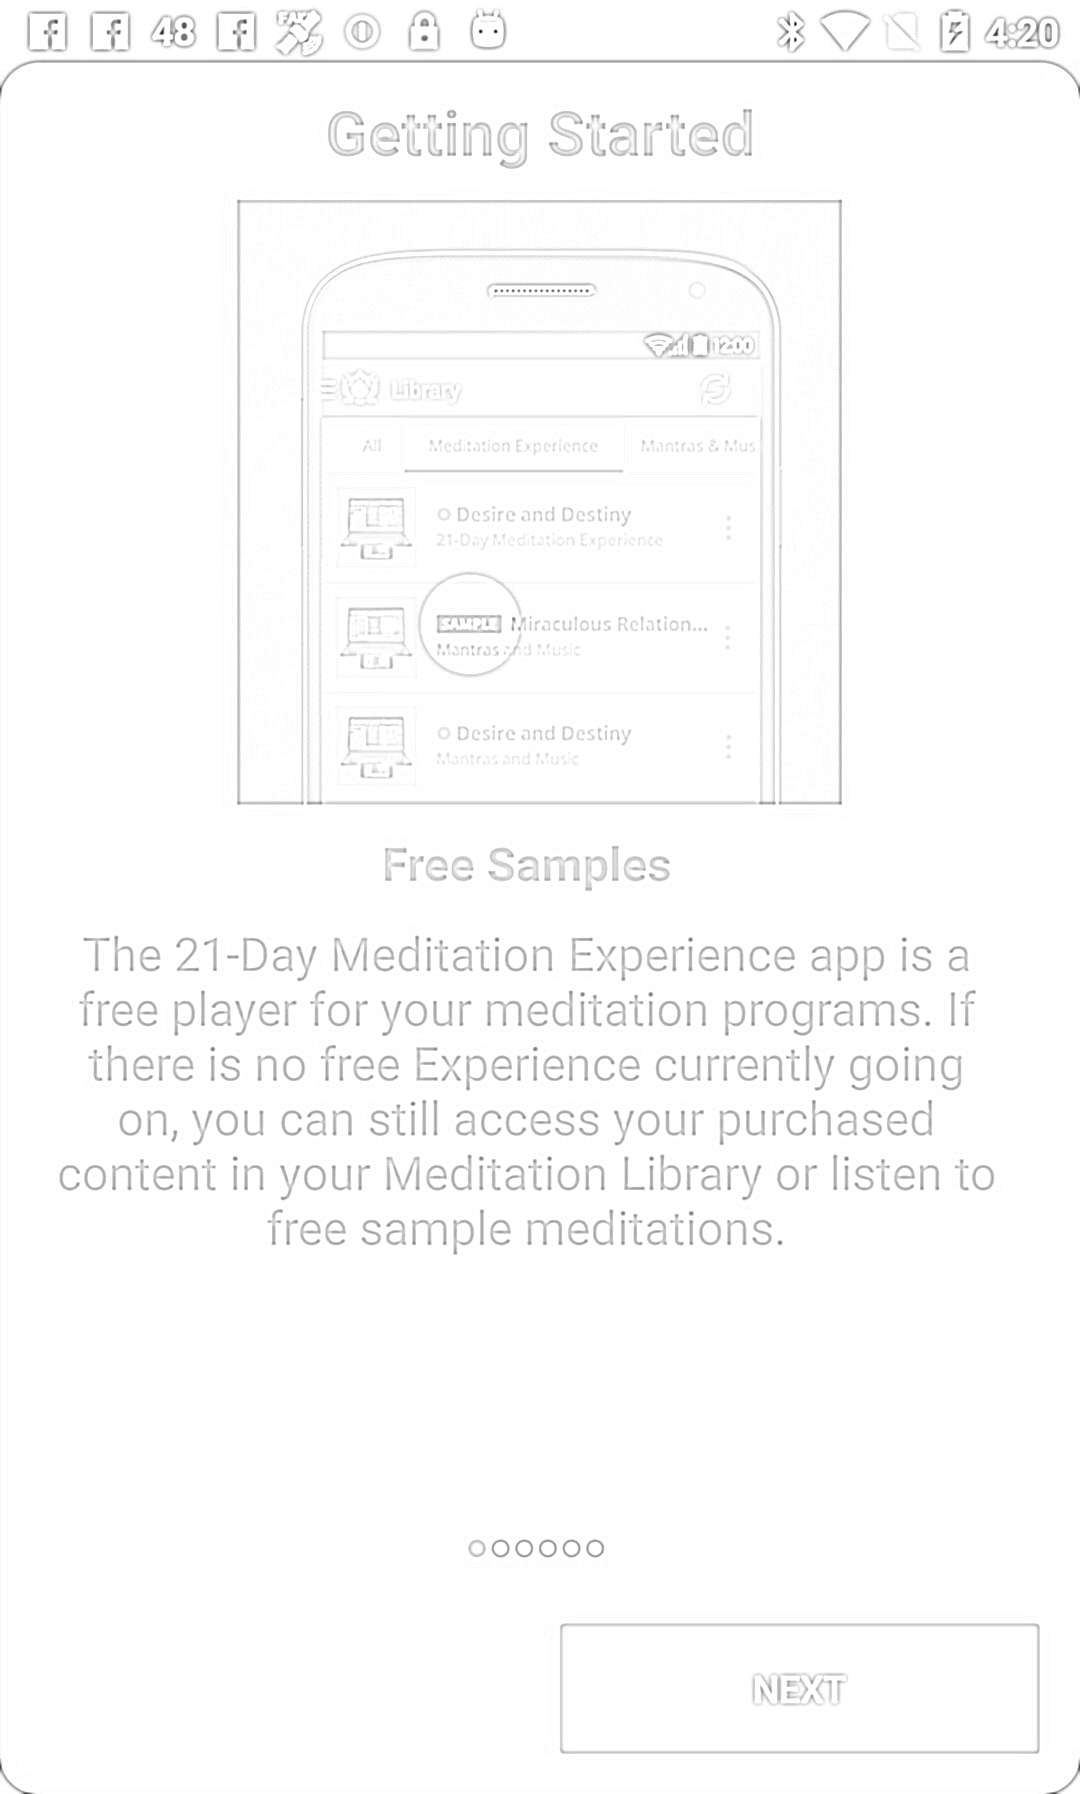 48 FAV 4:20
Getting Started
12:00
Library
All Meditation Experience Mantras & Mus
Desire and Destiny
21-Day Meditation Experience
SAMPLE Miraculous Relation...
Mantras and Music
Desire and Destiny
Mantras and Music
Free Samples
The 21-Day Meditation Experience app is a
free player for your meditation programs. If
there is no free Experience currently going
on, you can still access your purchased
content in your Meditation Library or listen to
free sample meditations.
NEXT